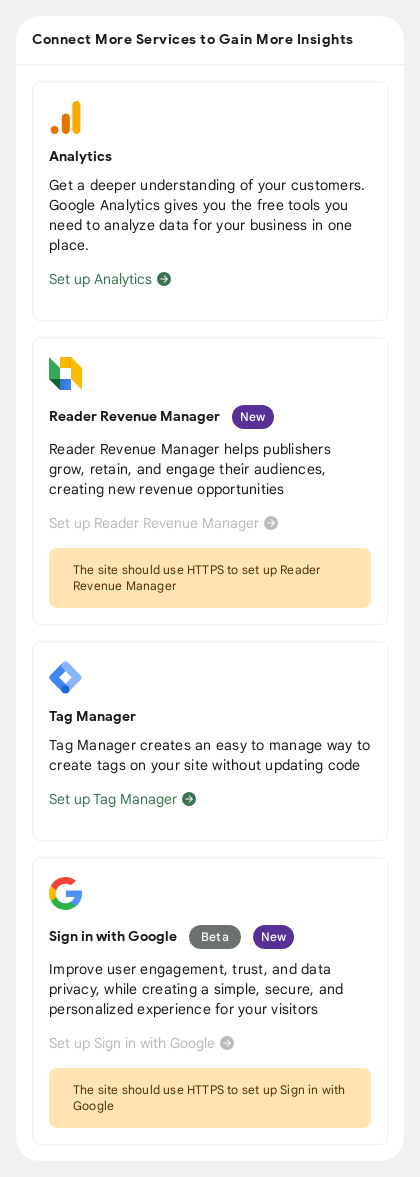 Connect More Services to Gain More Insights
Analytics
Get a deeper understanding of your customers.
Google Analytics gives you the free tools you
need to analyze data for your business in one
place.
Set up Analytics
Reader Revenue Manager New
Reader Revenue Manager helps publishers
grow, retain, and engage their audiences,
creating new revenue opportunities
Set up Reader Revenue Manager
The site should use HTTPS to set up Reader
Revenue Manager
Tag Manager
Tag Manager creates an easy to manage way to
create tags on your site without updating code
Set up Tag Manager
Sign in with Google Beta New
Improve user engagement, trust, and data
privacy, while creating a simple, secure, and
personalized experience for your visitors
Set up Sign in with Google
The site should use HTTPS to set up Sign in with
Google